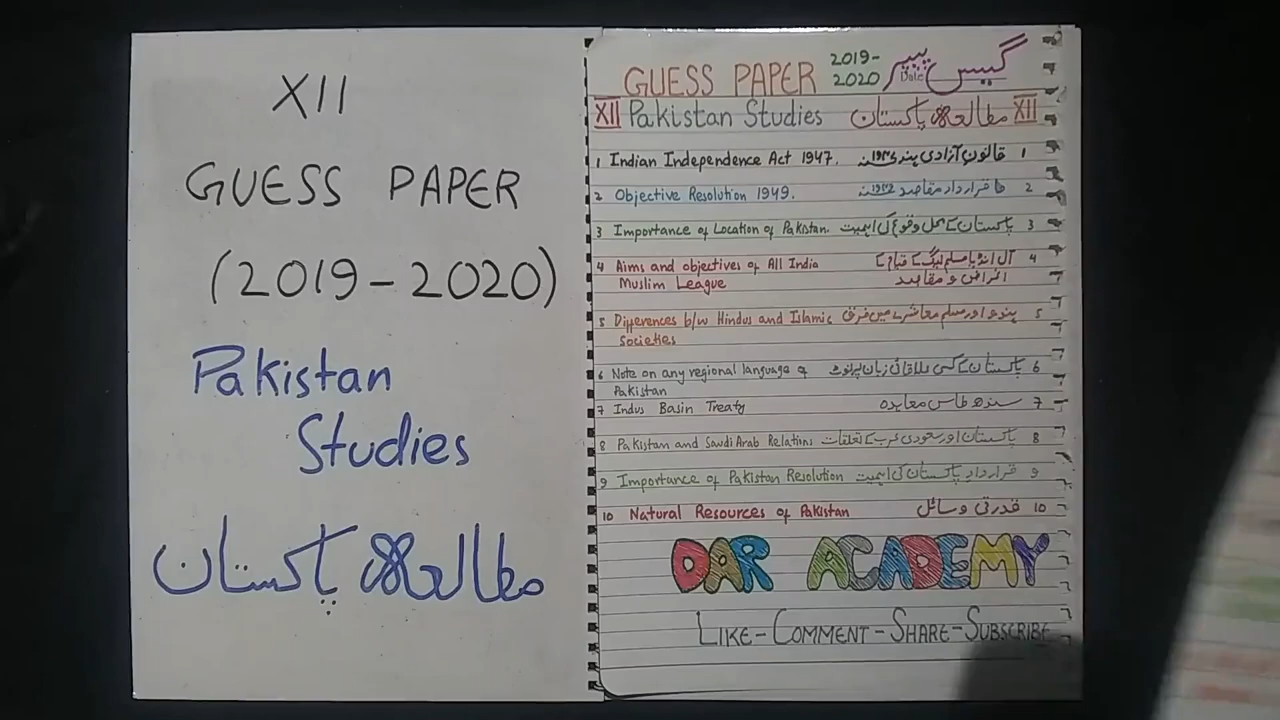 XII
GUESS PAPER
(2019-2020)
Pakistan
Studies
مطالعہ پاکستان
GUESS PAPER 2019-2020 گیس پیپر
Date
XII Pakistan Studies مطالعہ پاکستان XII
1 Indian Independence Act 1947. قانون آزادی ہند ۱۹۴۷ء 1
2 Objective Resolution 1949. قرارداد مقاصد 2
3 Importance of Location of Pakistan. پاکستان کے محل وقوع کی اہمیت 3
4 Aims and objectives of All India آل انڈیا مسلم لیگ کے قیام کے 4
Muslim League اغراض و مقاصد
5 Differences b/w Hindus and Islamic ہندو اور مسلم معاشرے میں فرق 5
societies
6 Note on any regional language of پاکستان کے کسی علاقائی زبان پر نوٹ 6
Pakistan
7 Indus Basin Treaty سندھ طاس معاہدہ 7
8 Pakistan and Saudi Arab Relations پاکستان اور سعودی عرب کے تعلقات 8
9 Importance of Pakistan Resolution قرارداد پاکستان کی اہمیت 9
10 Natural Resources of Pakistan قدرتی وسائل 10
DAR ACADEMY
LIKE-COMMENT-SHARE-SUBSCRIBE